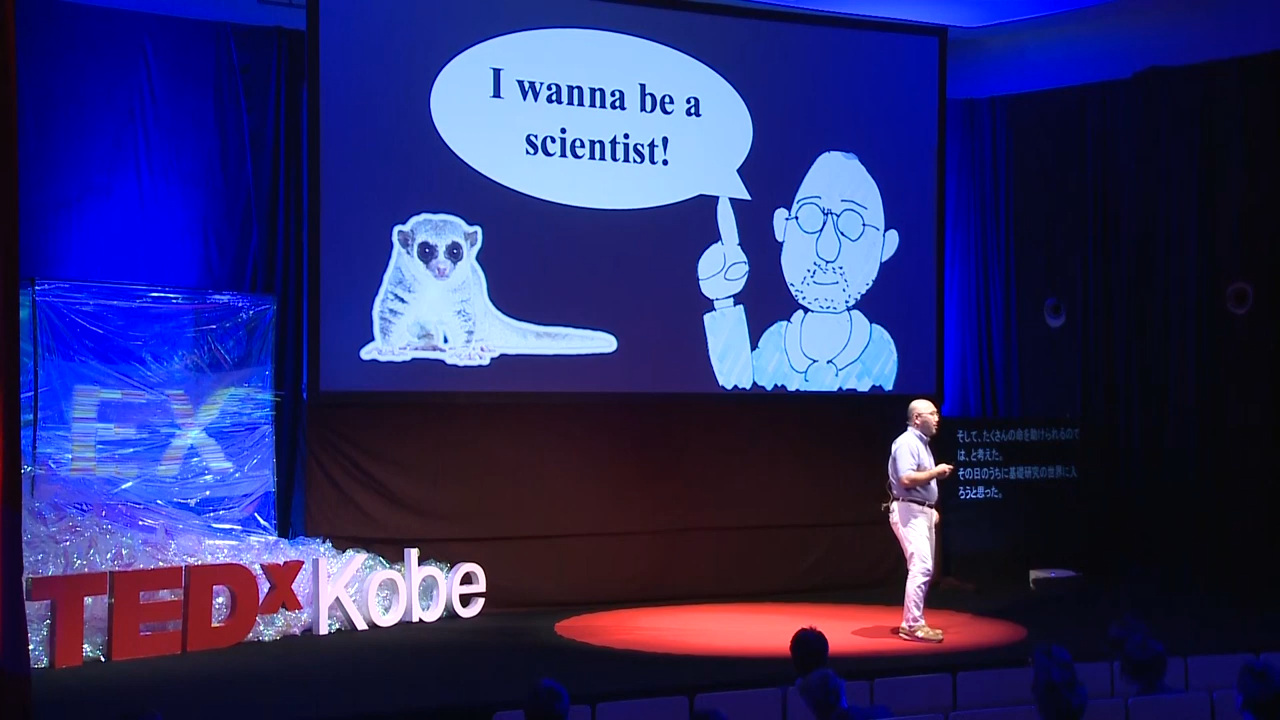 I wanna be a
scientist!
EX
そして、たくさんの命を助けられるので
は、と考えた。
その日のうちに基礎研究の世界に入
ろうと思った。
TEDxKobe